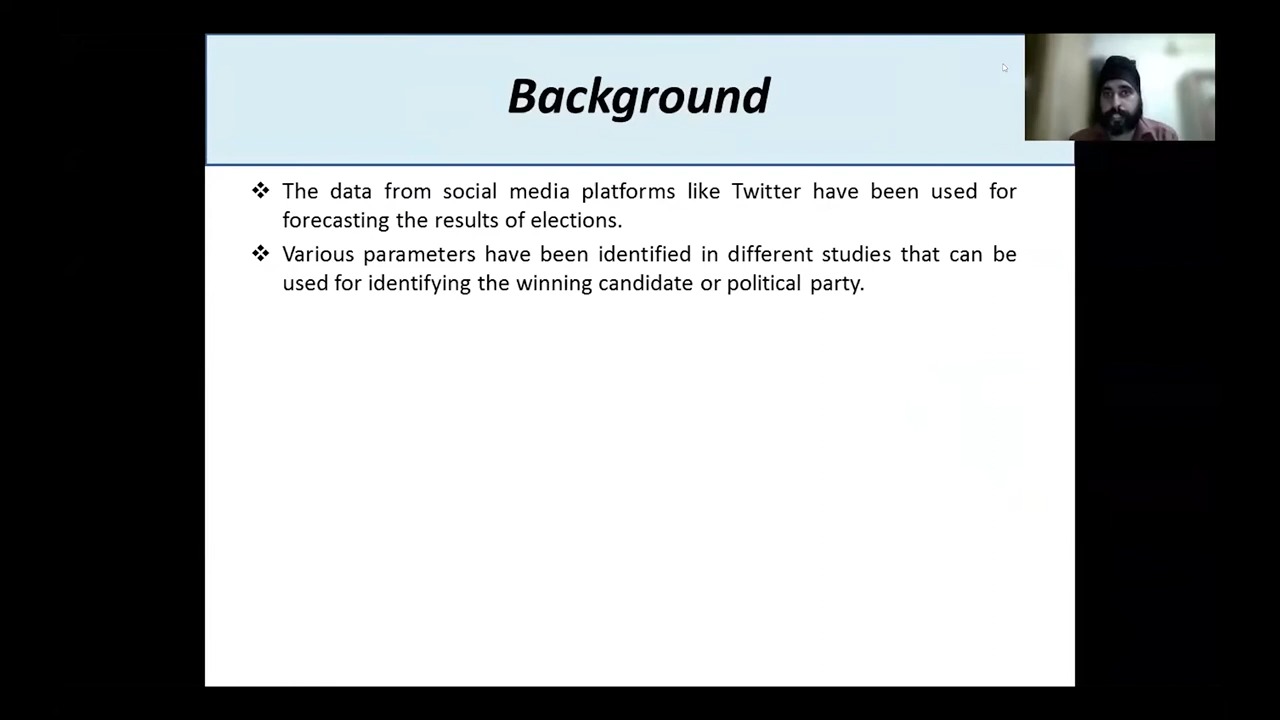 Background
❖ The data from social media platforms like Twitter have been used for
forecasting the results of elections.
❖ Various parameters have been identified in different studies that can be
used for identifying the winning candidate or political party.